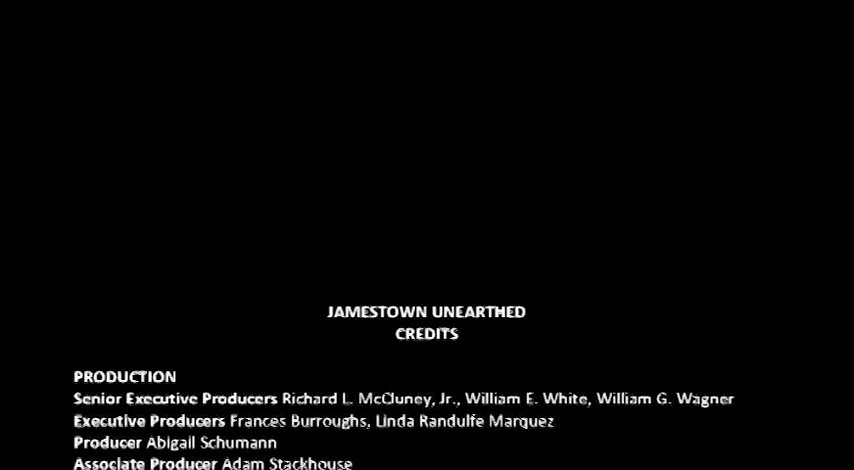 JAMESTOWN UNEARTHED
CREDITS
PRODUCTION
Senior Executive Producers Richard L. McCluney, Jr., William E. White, William G. Wagner
Executive Producers Frances Burroughs, Linda Randulfe Marquez
Producer Abigail Schumann
Associate Producer Adam Stackhouse